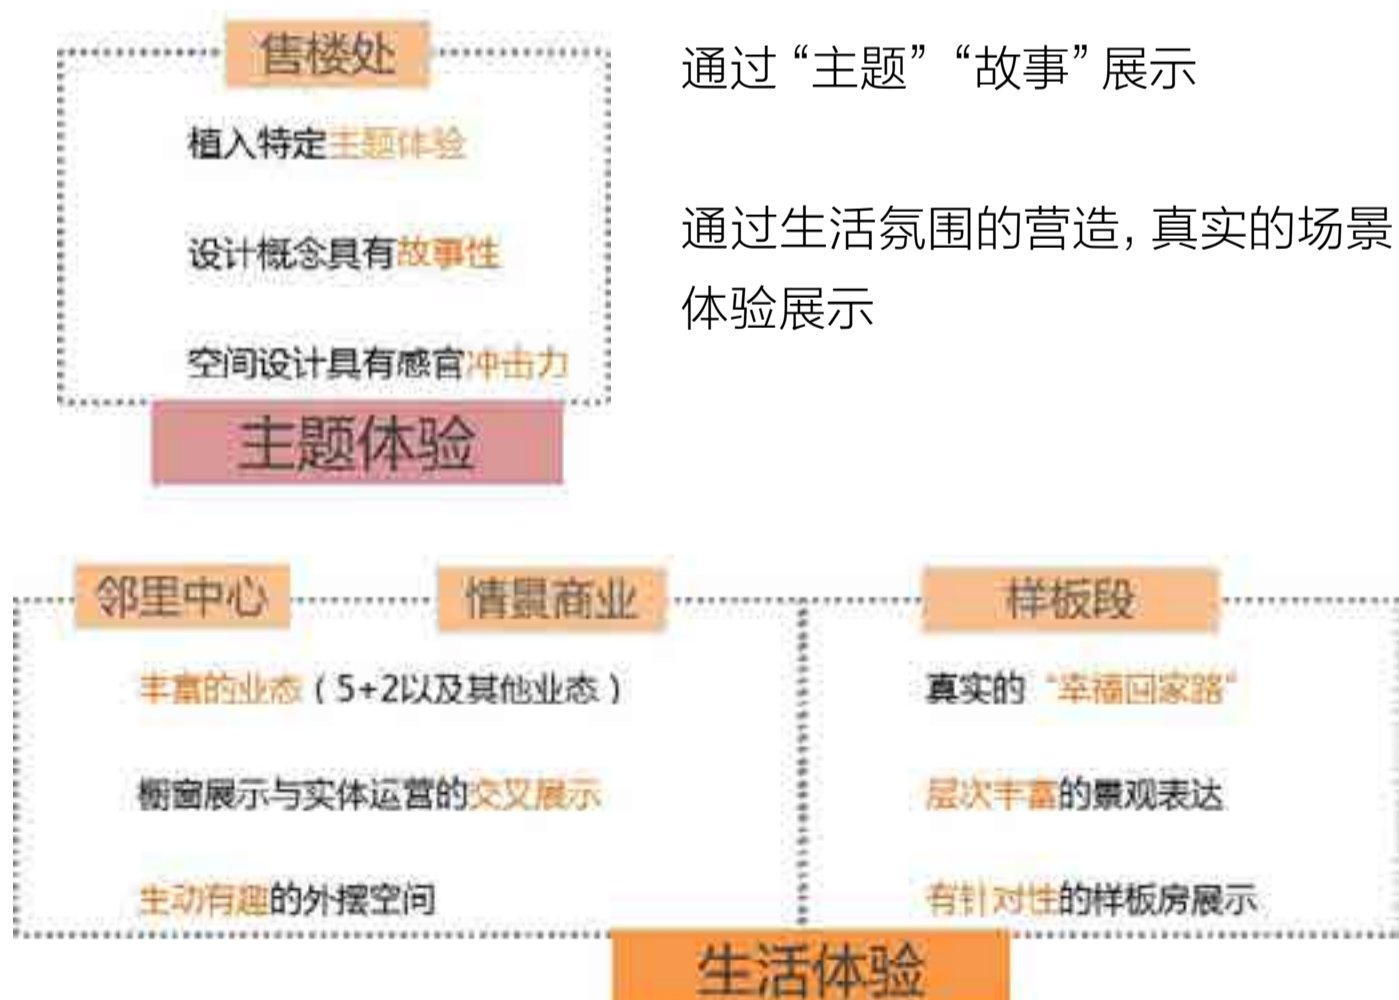 售楼处
植入特定主题体验
设计概念具有故事性
空间设计具有感官冲击力
主题体验
通过“主题”“故事”展示
通过生活氛围的营造,真实的场景
体验展示
邻里中心
情景商业
丰富的业态(5+2以及其他业态)
橱窗展示与实体运营的交叉展示
生动有趣的外摆空间
样板段
真实的“幸福回家路”
层次丰富的景观表达
有针对性的样板房展示
生活体验